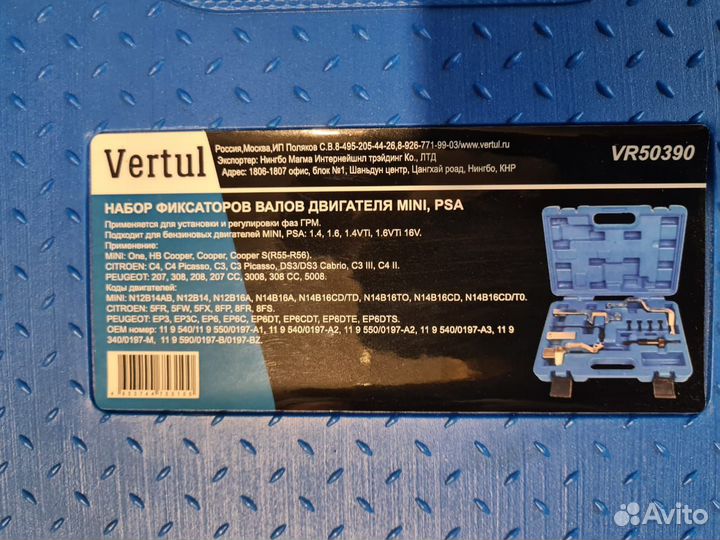 Vertul
Россия,Москва,ИП Поляков С.В.8-495-205-44-26,8-926-771-99-03/www.vertul.ru
Экспортер: Нингбо Магма Интернейшнл трэйдинг Ко., ЛТД
Адрес: 1806-1807 офис, блок №1, Шаньдун центр, Цангхай роад, Нингбо, КНР
VR50390
НАБОР ФИКСАТОРОВ ВАЛОВ ДВИГАТЕЛЯ MINI, PSA
Применяется для установки и регулировки фаз ГРМ.
Подходит для бензиновых двигателей MINI, PSA: 1.4, 1.6, 1.4VTi, 1.6VTi 16V.
Применение:
MINI: One, HB Cooper, Cooper, Cooper S(R55-R56).
CITROEN: C4, C4 Picasso, C3, C3 Picasso, DS3/DS3 Cabrio, C3 III, C4 II.
PEUGEOT: 207, 308, 208, 207 CC, 3008, 308 CC, 5008.
Коды двигателей:
MINI: N12B14AB, N12B14, N12B16A, N14B16A, N14B16CD/TD, N14B16TO, N14B16CD, N14B16CD/T0.
CITROEN: 5FR, 5FW, 5FX, 8FP, 8FR, 8FS.
PEUGEOT: EP3, EP3C, EP6, EP6C, EP6DT, EP6CDT, EP6DTE, EP6DTS.
OEM номер: 11 9 540/11 9 550/0197-A1, 11 9 540/0197-A2, 11 9 550/0197-A2, 11 9 540/0197-A3, 11 9
340/0197-M, 11 9 590/0197-B/0197-BZ.
Avito